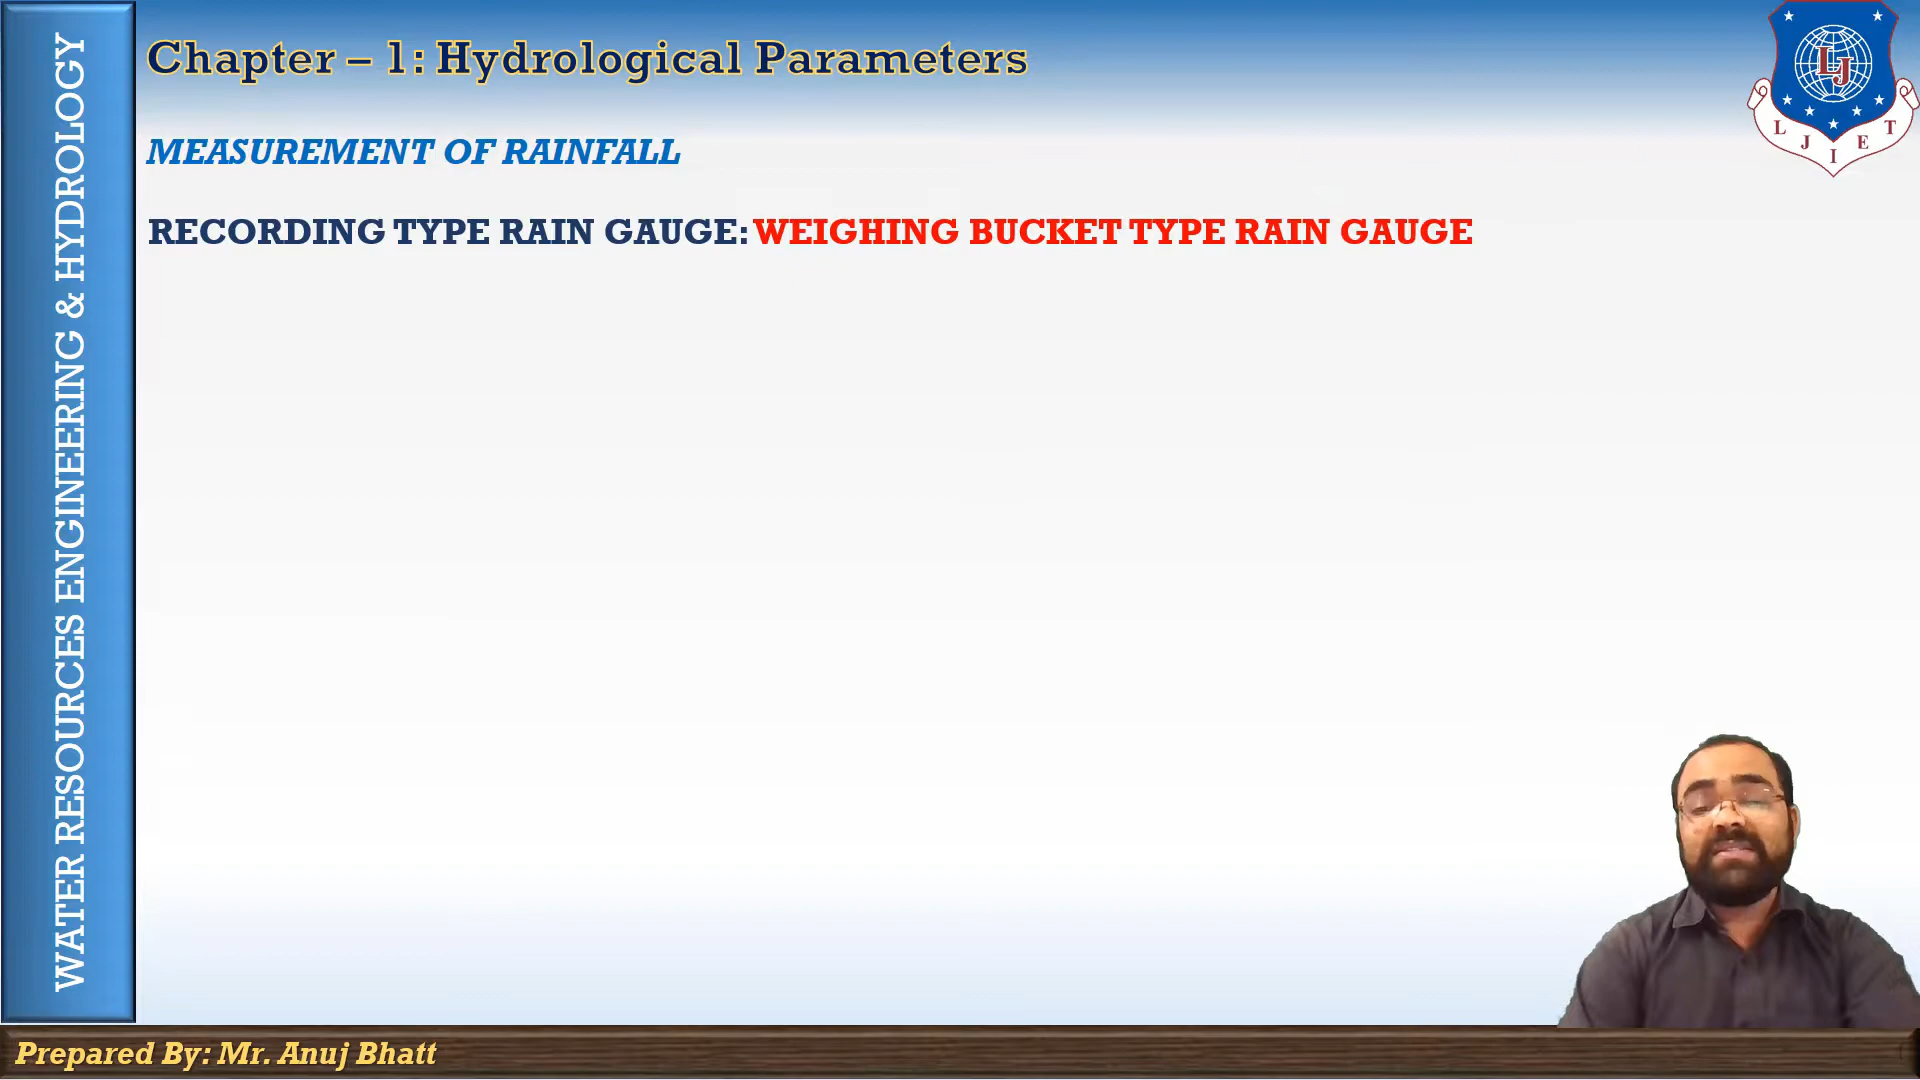 Chapter – 1: Hydrological Parameters
MEASUREMENT OF RAINFALL
RECORDING TYPE RAIN GAUGE: WEIGHING BUCKET TYPE RAIN GAUGE
WATER RESOURCES ENGINEERING & HYDROLOGY
LJ
L J I E T
Prepared By: Mr. Anuj Bhatt